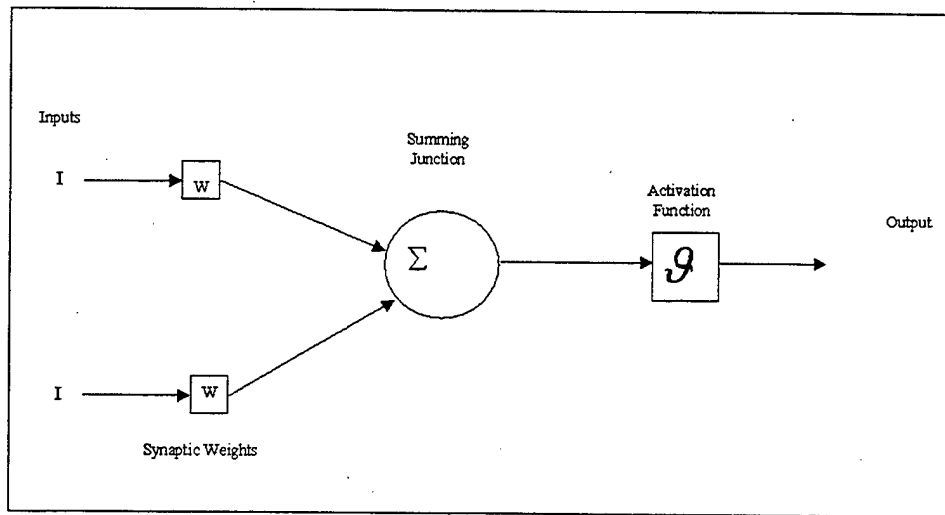 Inputs
Summing
Junction
I
W
Activation
Function
Output
Σ
ϑ
I
W
Synaptic Weights